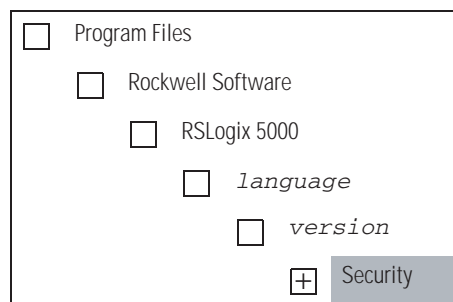 Program Files
Rockwell Software
RSLogix 5000
language
version
+ Security